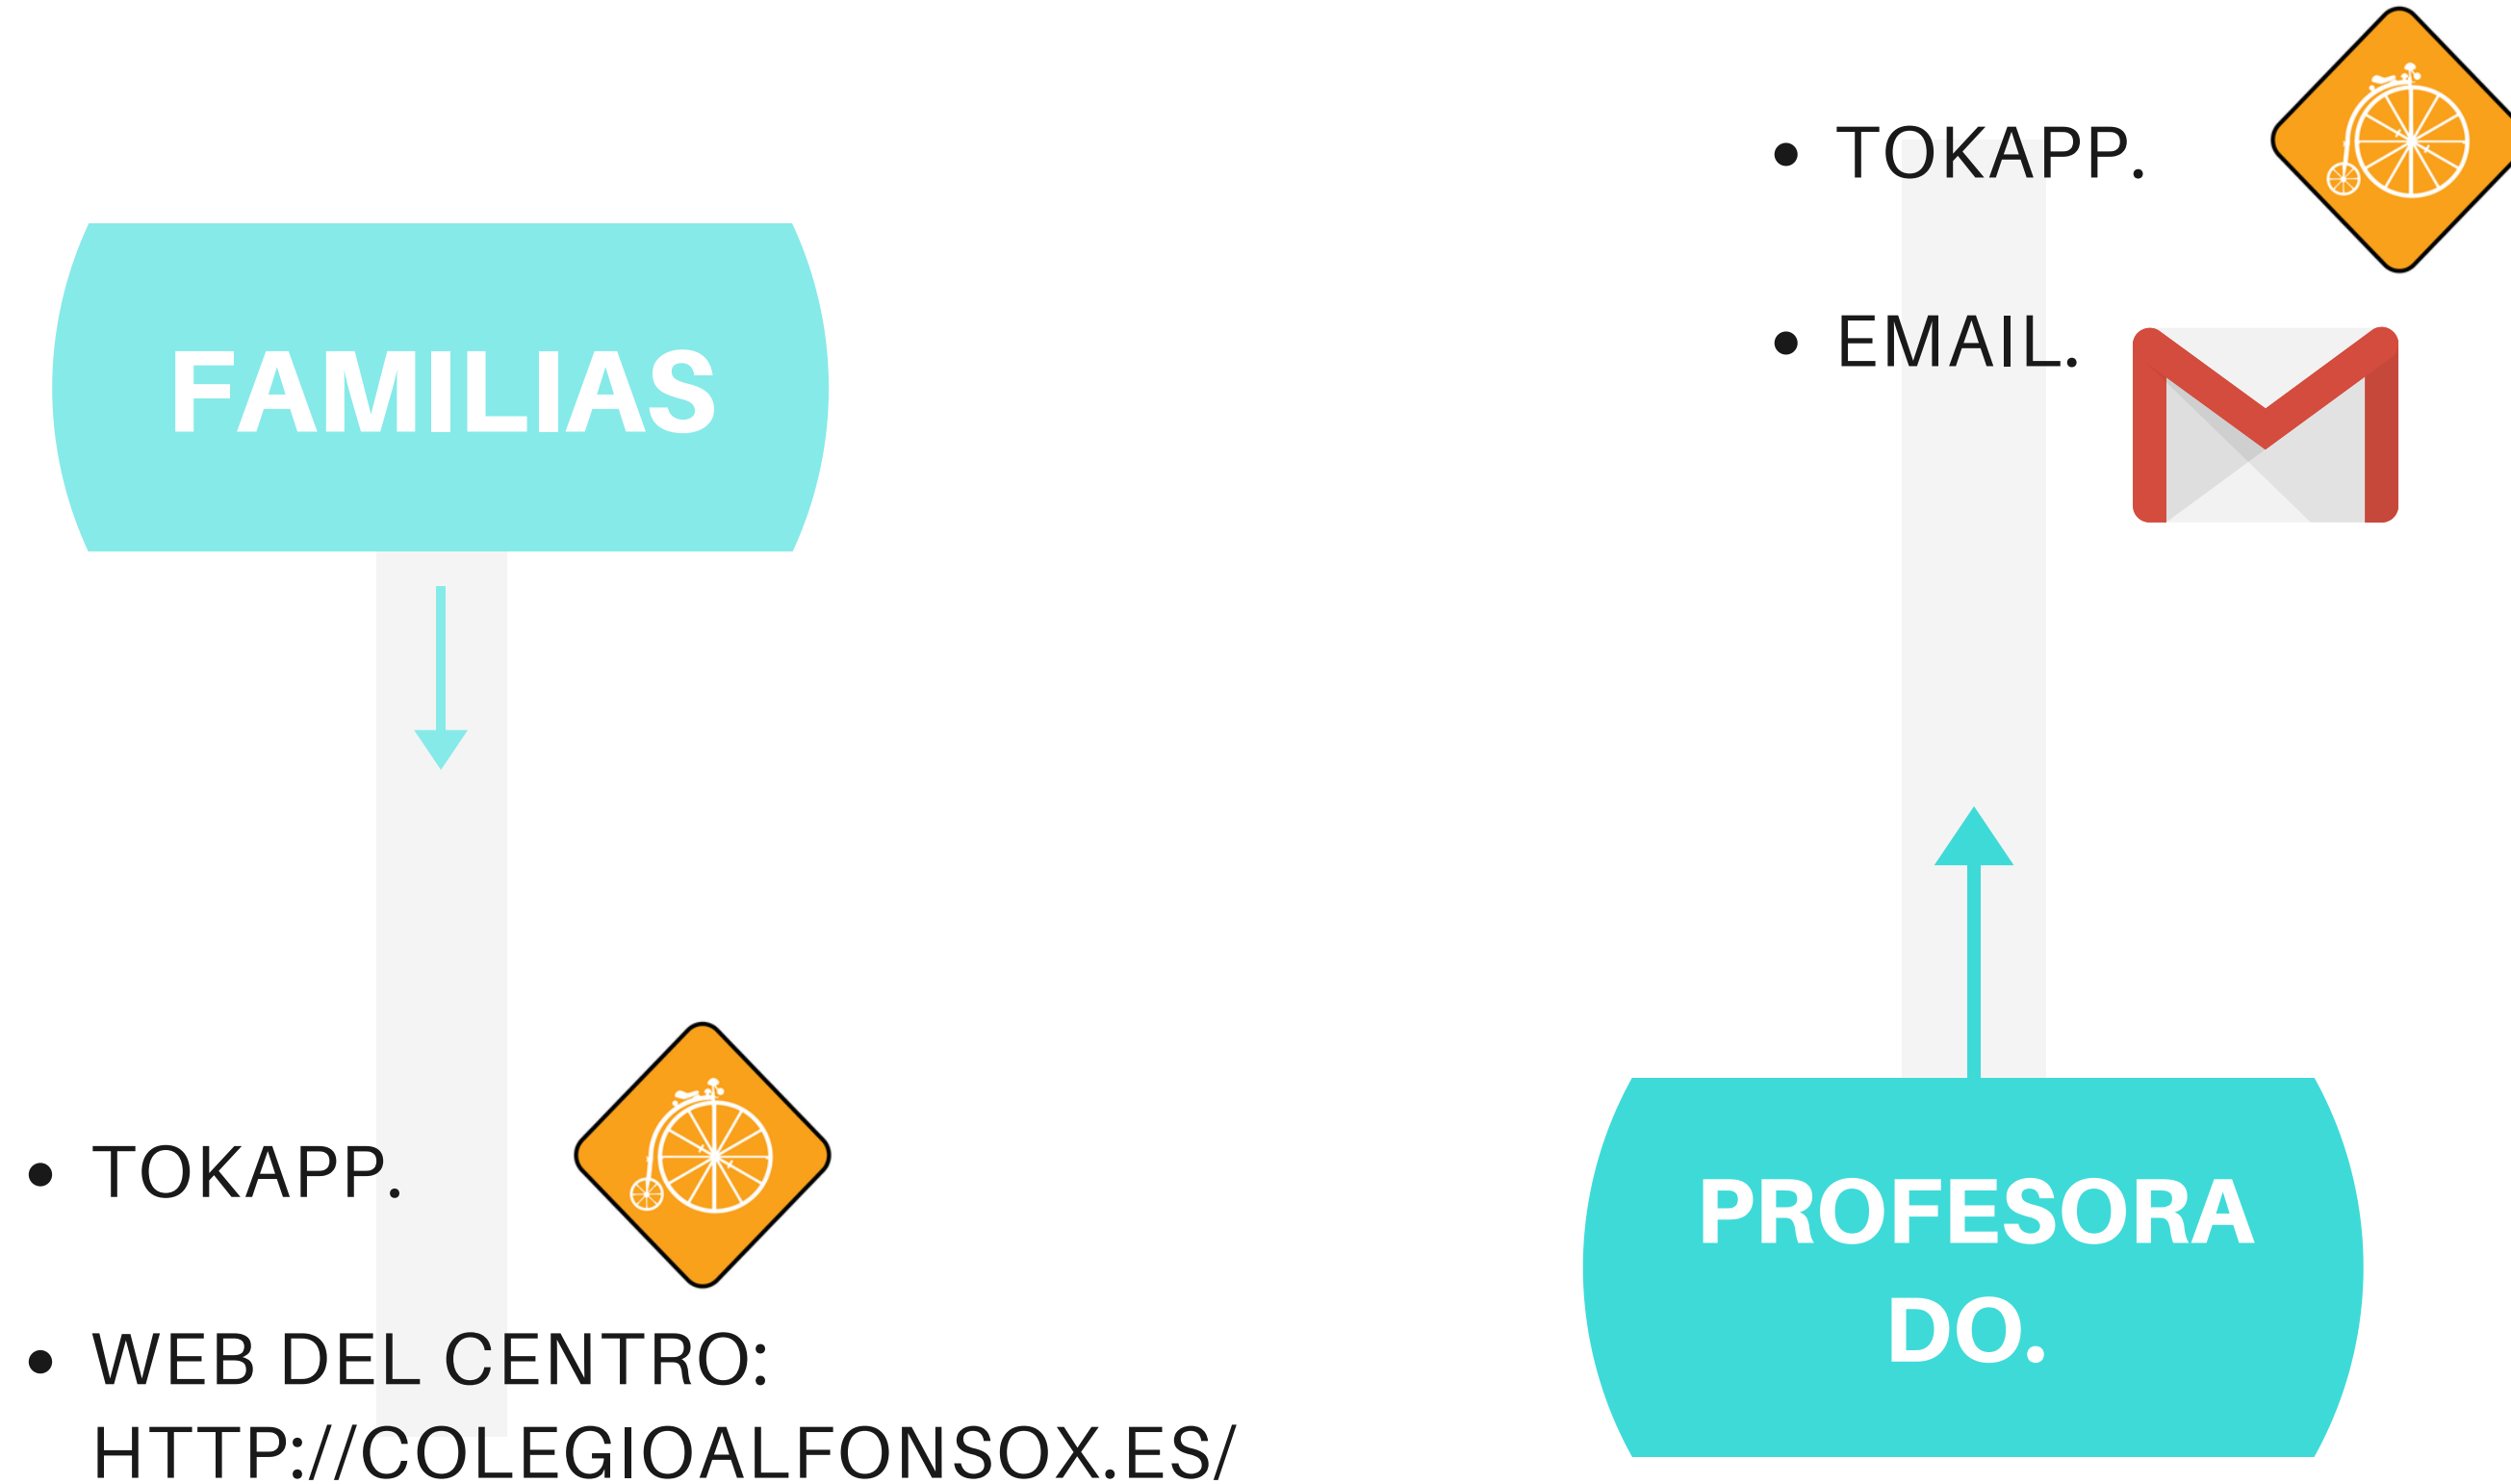 FAMILIAS
• TOKAPP.
• WEB DEL CENTRO:
HTTP://COLEGIOALFONSOX.ES/
• TOKAPP.
• EMAIL.
PROFESORA
DO.